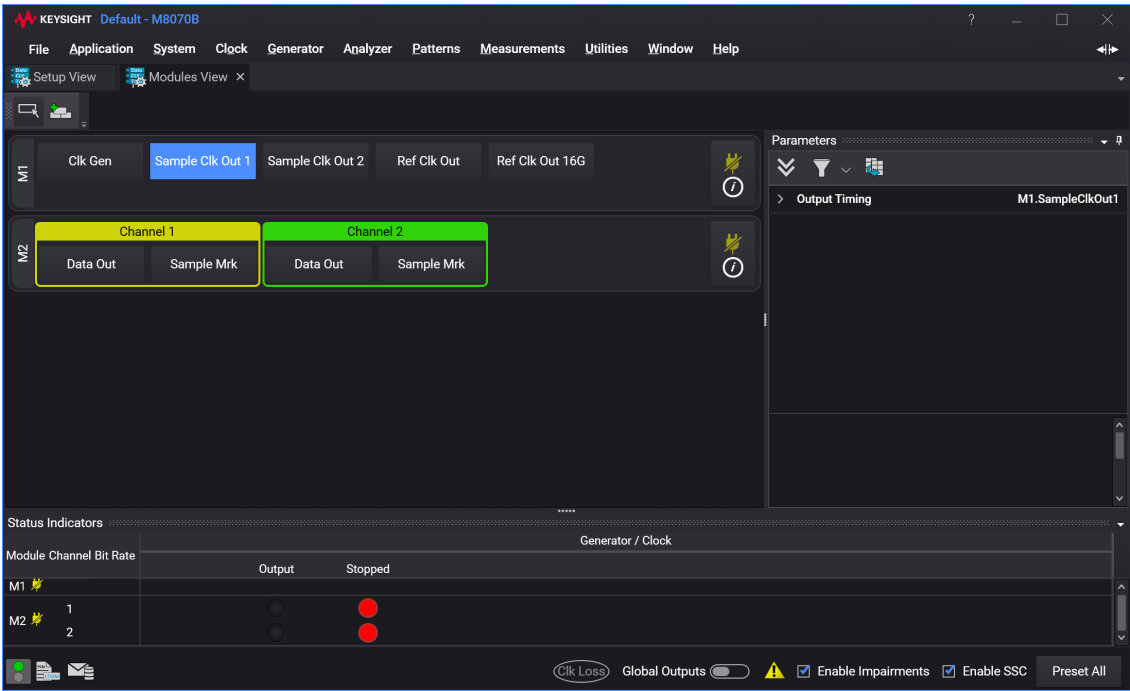 KEYSIGHT Default - M8070B
File Application System Clock Generator Analyzer Patterns Measurements Utilities Window Help
Setup View Modules View
M1 Clk Gen Sample Clk Out 1 Sample Clk Out 2 Ref Clk Out Ref Clk Out 16G
Parameters
Output Timing M1.SampleClkOut1
M2 Channel 1 Channel 2
Data Out Sample Mrk Data Out Sample Mrk
Status Indicators
Generator / Clock
Module Channel Bit Rate
Output Stopped
M1
M2 1
2
Clk Loss Global Outputs Enable Impairments Enable SSC Preset All